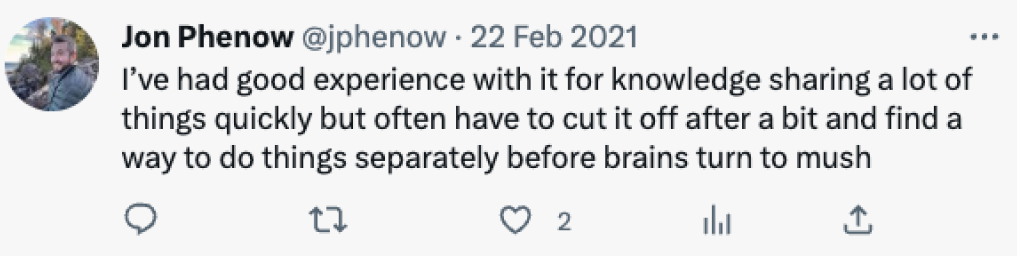 Jon Phenow @jphenow · 22 Feb 2021
I’ve had good experience with it for knowledge sharing a lot of
things quickly but often have to cut it off after a bit and find a
way to do things separately before brains turn to mush
2